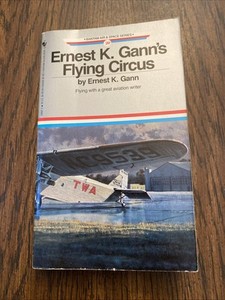 Ernest K. Gann's
Flying Circus
by Ernest K. Gann
Flying with a great aviation writer
TWA